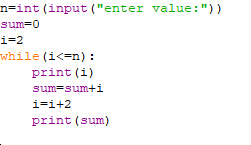 n=int(input("enter value:"))
sum=0
i=2
while(i<=n):
    print(i)
    sum=sum+i
    i=i+2
    print(sum)